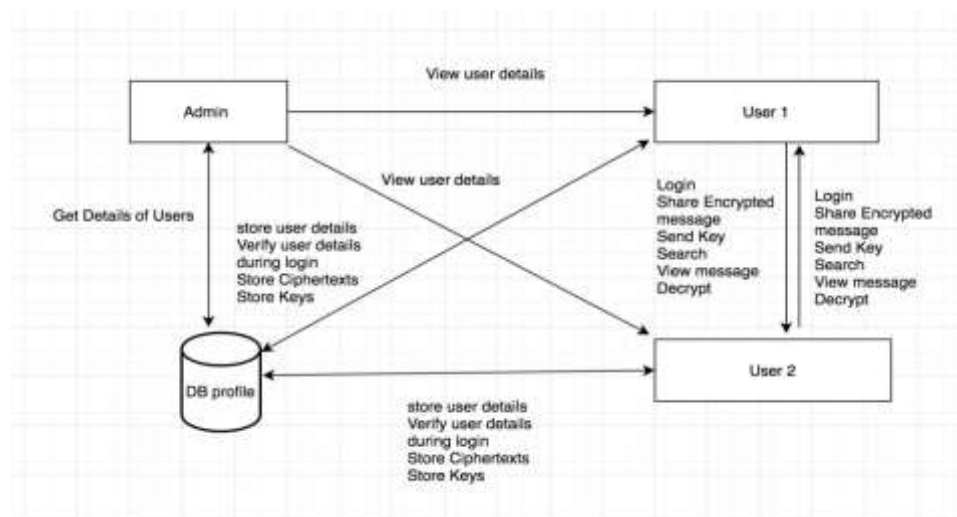 View user details
Admin
User 1
View user details
Get Details of Users
store user details
Verify user details
during login
Store Ciphertexts
Store Keys
Login
Share Encrypted
message
Send Key
Search
View message
Decrypt
Login
Share Encrypted
message
Send Key
Search
View message
Decrypt
DB profile
User 2
store user details
Verify user details
during login
Store Ciphertexts
Store Keys